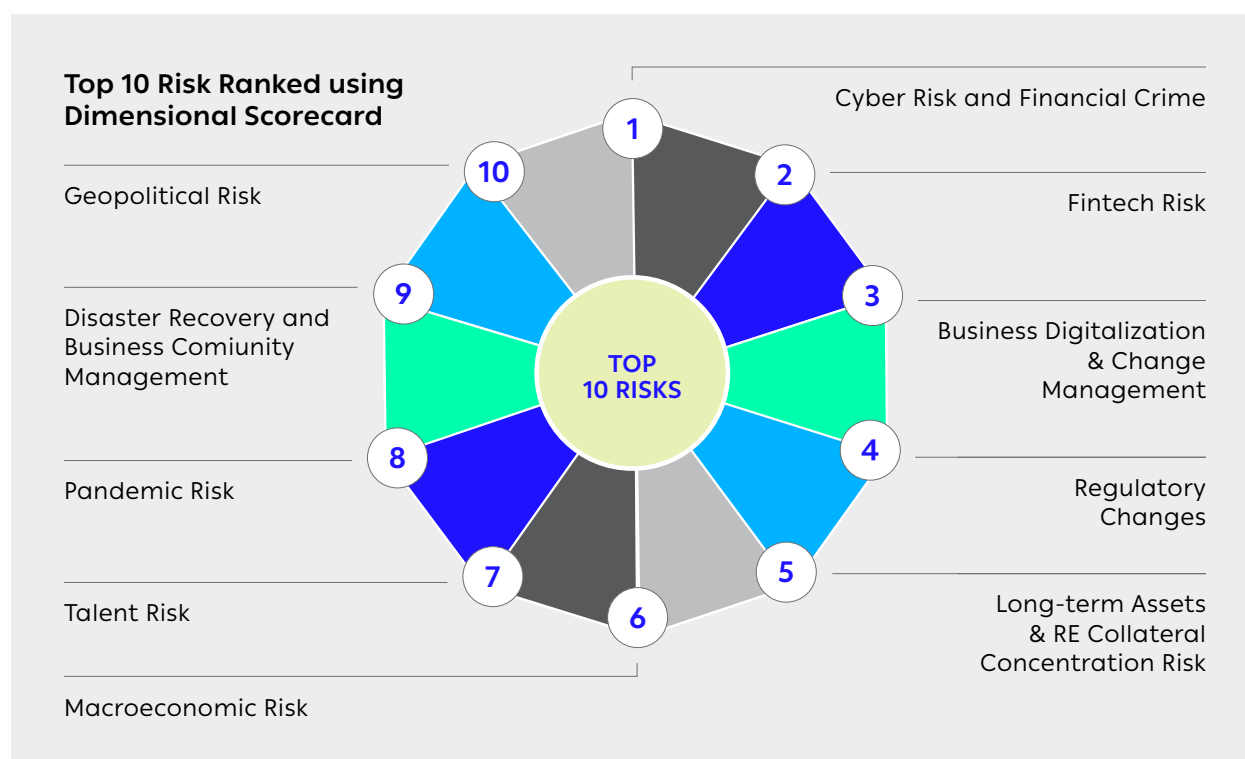 Top 10 Risk Ranked using
Dimensional Scorecard
1
Cyber Risk and Financial Crime
2
Fintech Risk
3
Business Digitalization
& Change
Management
4
Regulatory
Changes
5
Long-term Assets
& RE Collateral
Concentration Risk
6
Macroeconomic Risk
7
Talent Risk
8
Pandemic Risk
9
Disaster Recovery and
Business Comiunity
Management
10
Geopolitical Risk
TOP
10 RISKS